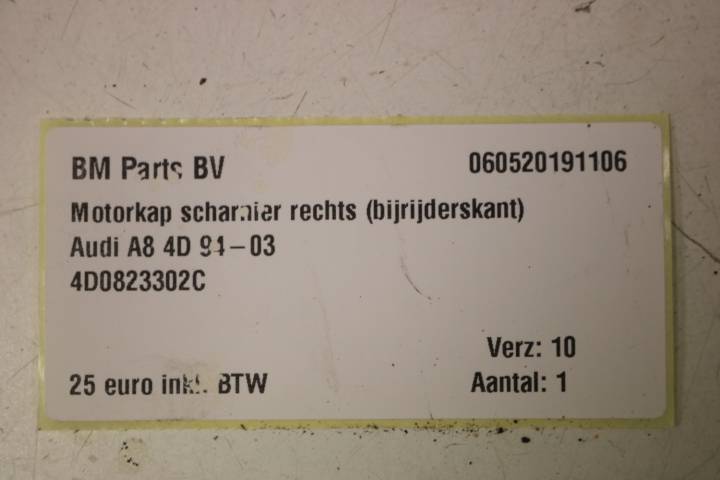 BM Parts BV 060520191106
Motorkap scharnier rechts (bijrijderskant)
Audi A8 4D 94-03
4D0823302C
Verz: 10
25 euro inkl. BTW Aantal: 1